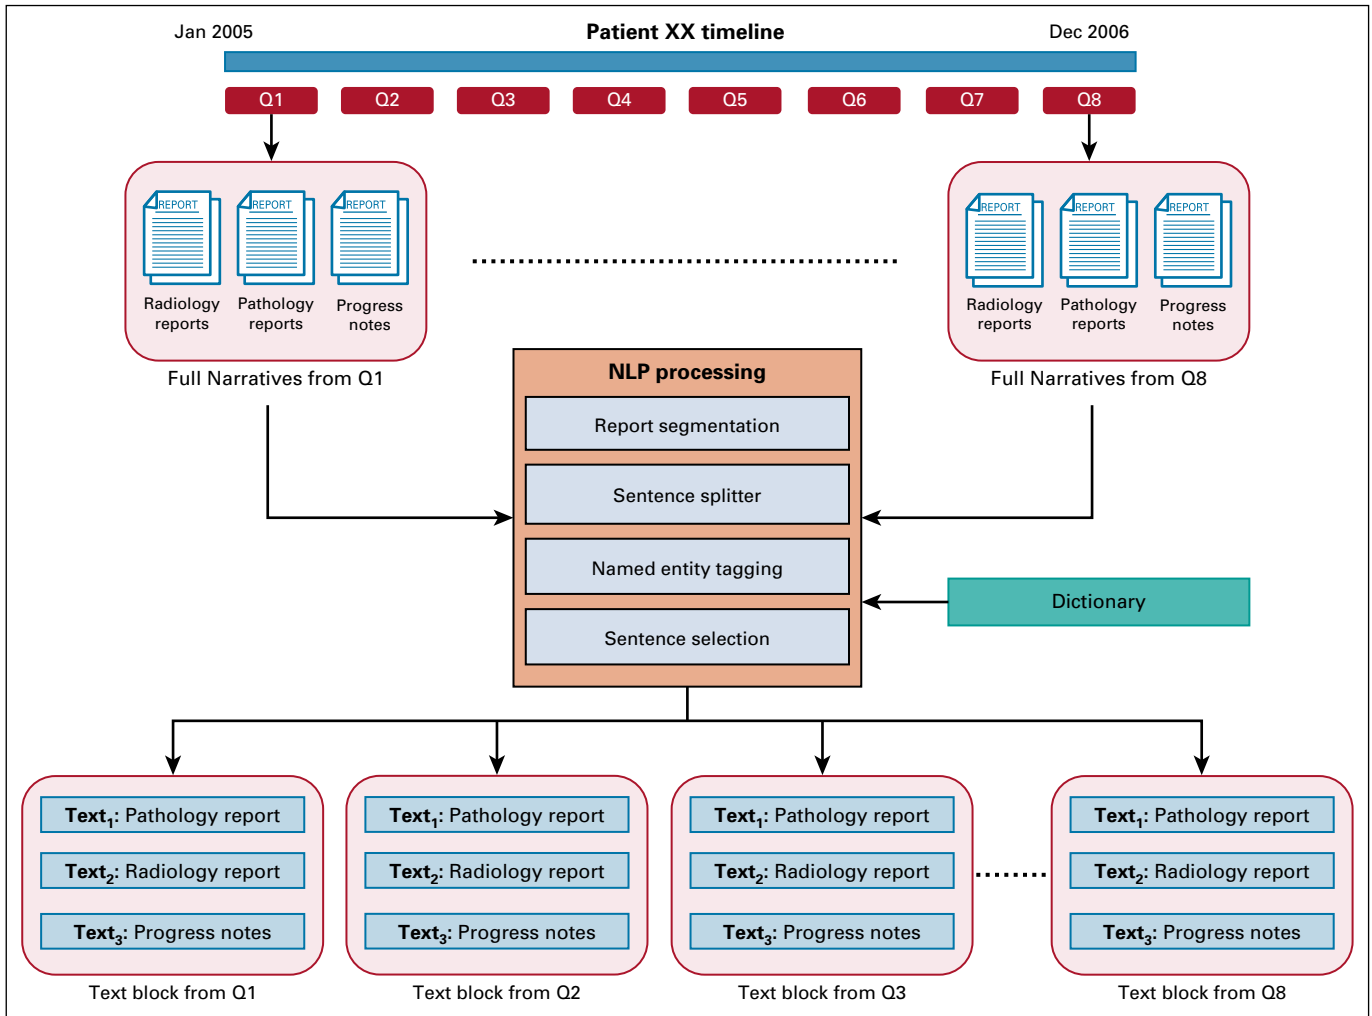 Jan 2005
Patient XX timeline
Dec 2006
Q1
Q2
Q3
Q4
Q5
Q6
Q7
Q8
REPORT
REPORT
REPORT
Radiology
reports
Pathology
reports
Progress
notes
Full Narratives from Q1
REPORT
REPORT
REPORT
Radiology
reports
Pathology
reports
Progress
notes
Full Narratives from Q8
NLP processing
Report segmentation
Sentence splitter
Named entity tagging
Sentence selection
Dictionary
Text1: Pathology report
Text2: Radiology report
Text3: Progress notes
Text block from Q1
Text1: Pathology report
Text2: Radiology report
Text3: Progress notes
Text block from Q2
Text1: Pathology report
Text2: Radiology report
Text3: Progress notes
Text block from Q3
Text1: Pathology report
Text2: Radiology report
Text3: Progress notes
Text block from Q8